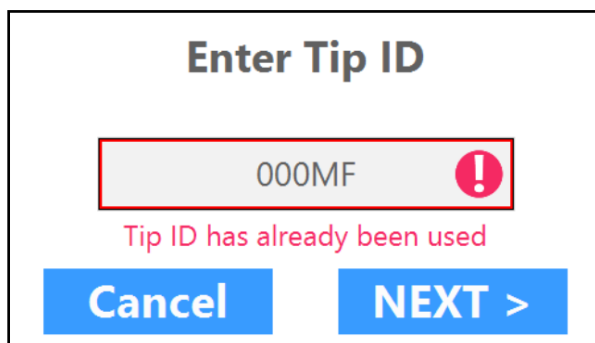 Enter Tip ID
000MF
!
Tip ID has already been used
Cancel
NEXT >